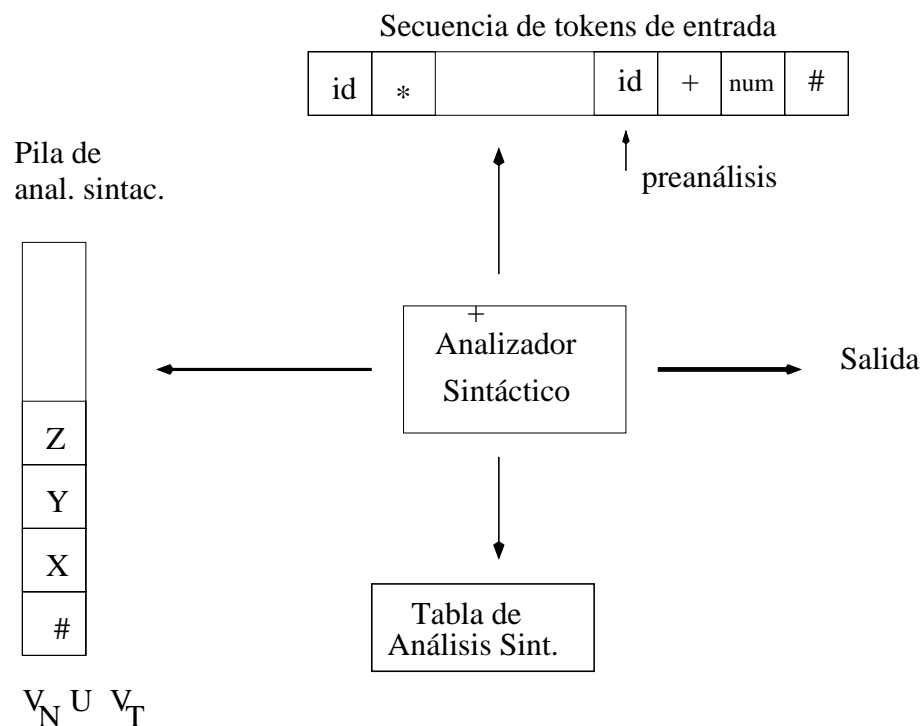 Secuencia de tokens de entrada
id * id + num #
preanálisis
Pila de
anal. sintac.
+
Analizador
Sintáctico
Salida
Z
Y
X
#
Tabla de
Análisis Sint.
V_N U V_T